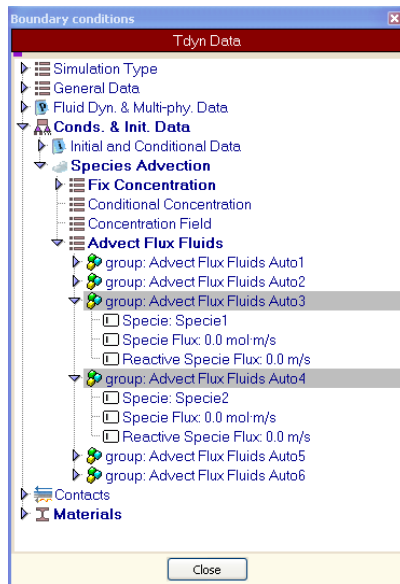 Boundary conditions
Tdyn Data
Simulation Type
General Data
Fluid Dyn. & Multi-phy. Data
Conds. & Init. Data
Initial and Conditional Data
Species Advection
Fix Concentration
Conditional Concentration
Concentration Field
Advect Flux Fluids
group: Advect Flux Fluids Auto1
group: Advect Flux Fluids Auto2
group: Advect Flux Fluids Auto3
Specie: Specie1
Specie Flux: 0.0 mol·m/s
Reactive Specie Flux: 0.0 m/s
group: Advect Flux Fluids Auto4
Specie: Specie2
Specie Flux: 0.0 mol·m/s
Reactive Specie Flux: 0.0 m/s
group: Advect Flux Fluids Auto5
group: Advect Flux Fluids Auto6
Contacts
Materials
Close